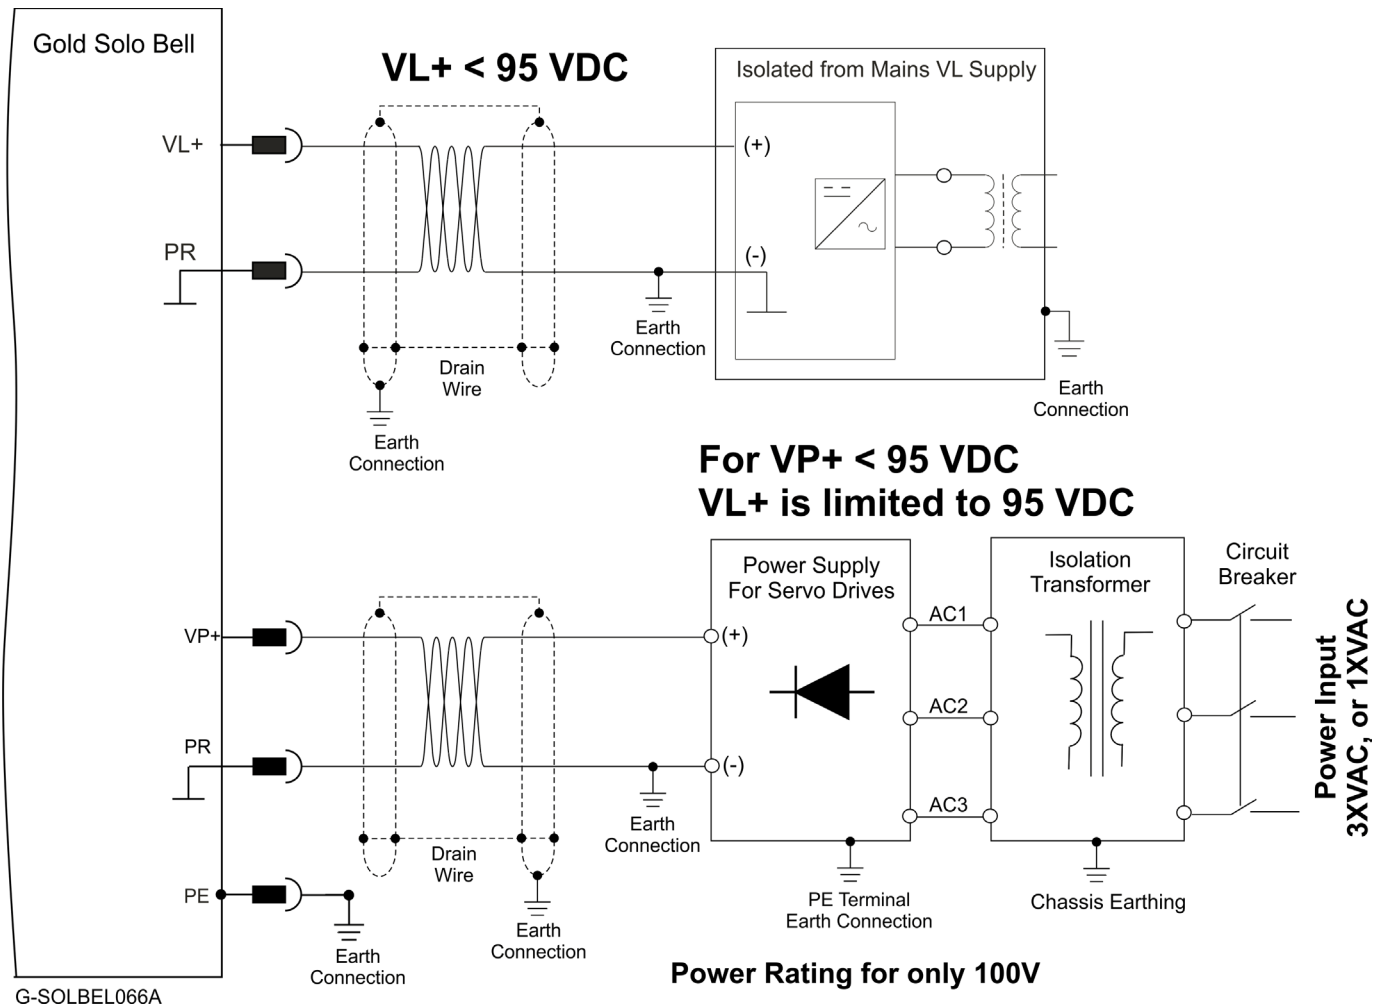 Gold Solo Bell
VL+ < 95 VDC
Isolated from Mains VL Supply
VL+
(+)
PR
(-)
Earth
Connection
Drain
Wire
Earth
Connection
Earth
Connection
For VP+ < 95 VDC
VL+ is limited to 95 VDC
Power Supply
For Servo Drives
Isolation
Transformer
Circuit
Breaker
AC1
VP+
(+)
AC2
PR
(-)
AC3
Power Input
3XVAC, or 1XVAC
Earth
Connection
Drain
Wire
PE
PE Terminal
Earth Connection
Chassis Earthing
Earth
Connection
Earth
Connection
Power Rating for only 100V
G-SOLBEL066A